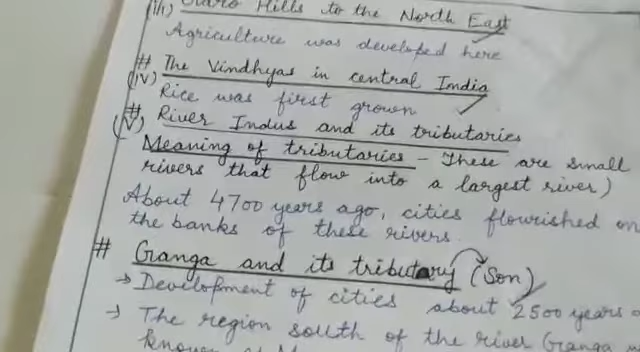 (iii) Garo Hills to the North East
Agriculture was developed here
# The Vindhyas in central India
(iv) Rice was first grown
# River Indus and its tributaries
(v) Meaning of tributaries - These are small
rivers that flow into a largest river)
About 4700 years ago, cities flourished on
the banks of these rivers.
# Ganga and its tributary (Son)
→ Development of cities about 2500 years
→ The region south of the river Ganga